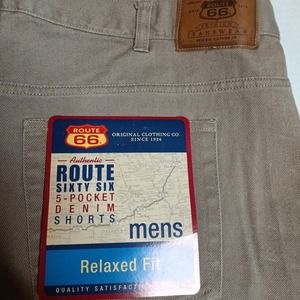 ROUTE
66
JEANSWEAR
ROUTE
66
ORIGINAL CLOTHING CO.
SINCE 1926
Authentic
ROUTE
SIXTY SIX
5-POCKET
DENIM
SHORTS
mens
Relaxed Fit
QUALITY SATISFACTION